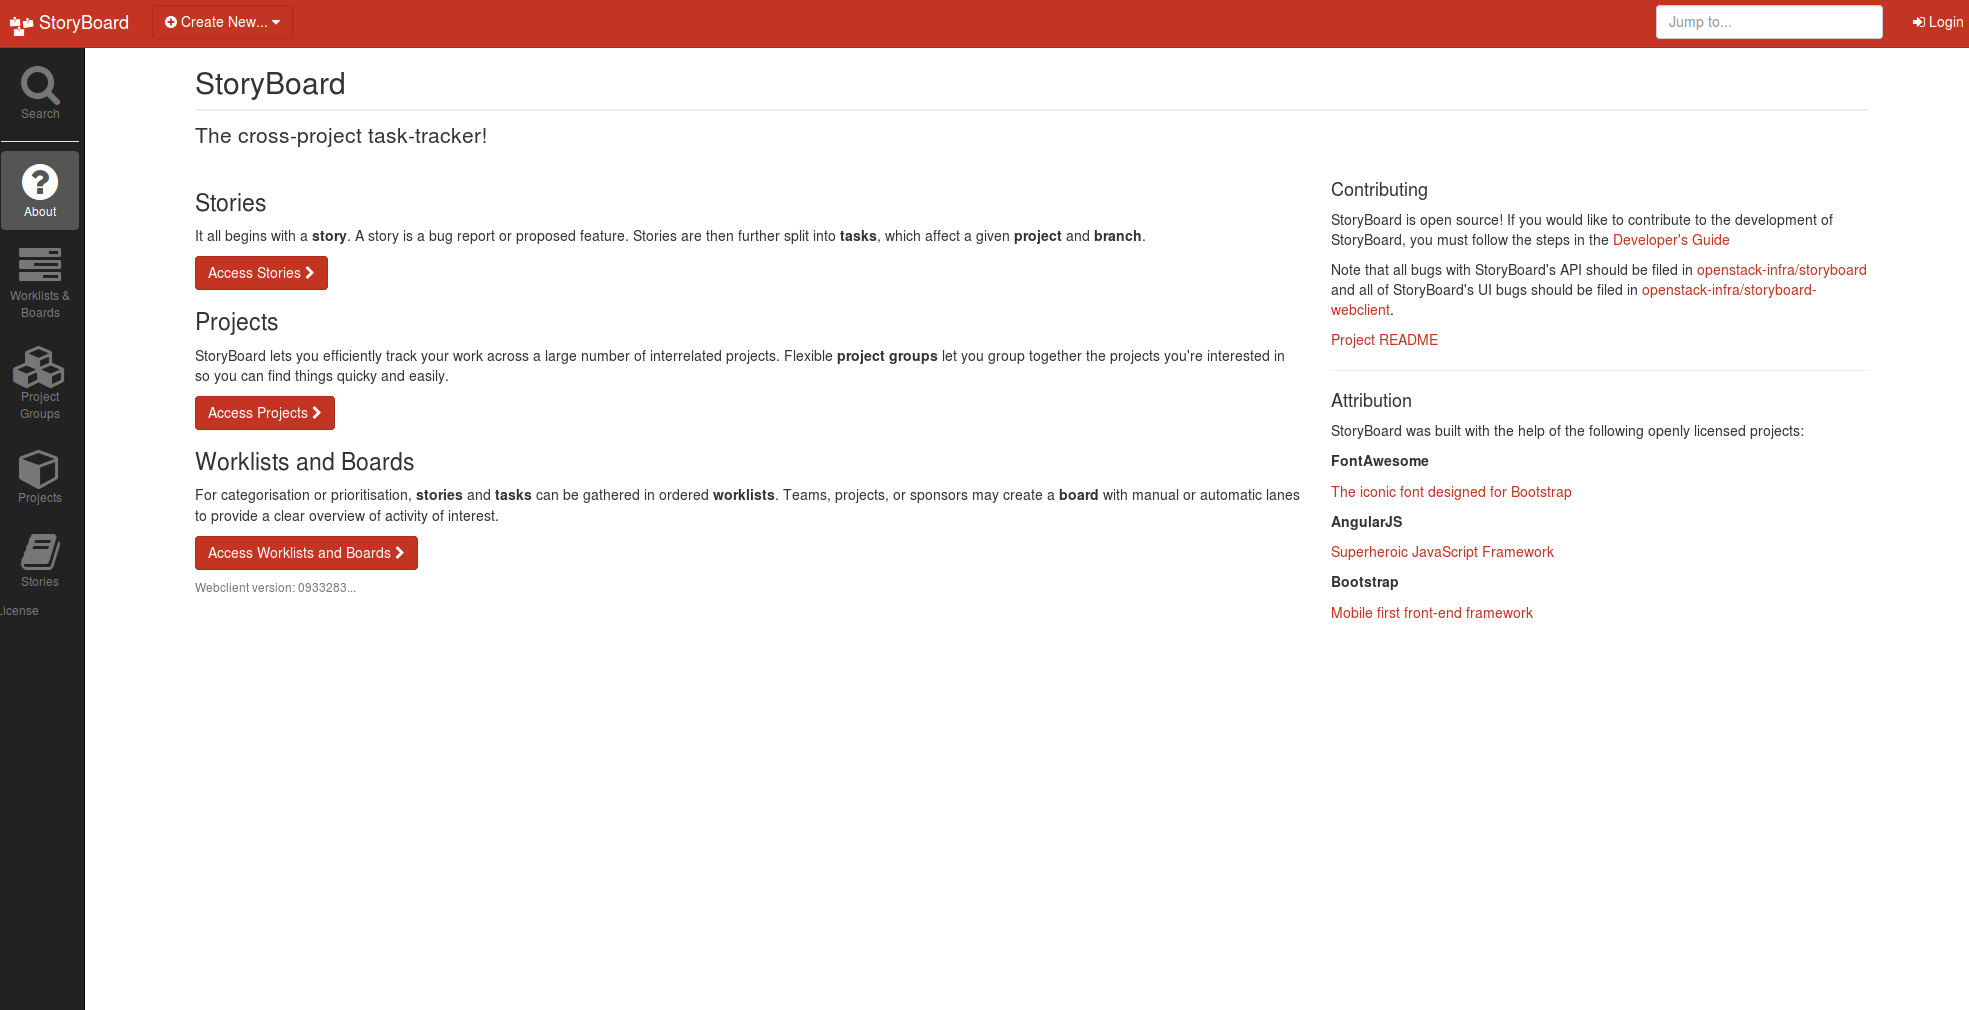 StoryBoard
Create New...
Jump to...
Login
Search
About
Worklists &
Boards
Project
Groups
Projects
Stories
License
StoryBoard
The cross-project task-tracker!
Stories
It all begins with a story. A story is a bug report or proposed feature. Stories are then further split into tasks, which affect a given project and branch.
Access Stories
Projects
StoryBoard lets you efficiently track your work across a large number of interrelated projects. Flexible project groups let you group together the projects you're interested in
so you can find things quicky and easily.
Access Projects
Worklists and Boards
For categorisation or prioritisation, stories and tasks can be gathered in ordered worklists. Teams, projects, or sponsors may create a board with manual or automatic lanes
to provide a clear overview of activity of interest.
Access Worklists and Boards
Webclient version: 0933283...
Contributing
StoryBoard is open source! If you would like to contribute to the development of
StoryBoard, you must follow the steps in the Developer's Guide
Note that all bugs with StoryBoard's API should be filed in openstack-infra/storyboard
and all of StoryBoard's UI bugs should be filed in openstack-infra/storyboard-
webclient.
Project README
Attribution
StoryBoard was built with the help of the following openly licensed projects:
FontAwesome
The iconic font designed for Bootstrap
AngularJS
Superheroic JavaScript Framework
Bootstrap
Mobile first front-end framework